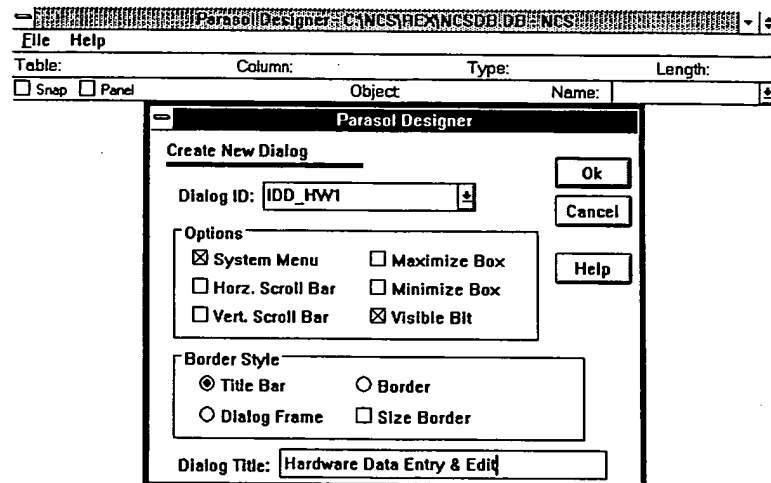 Parasol Designer - C:\NCS\REX\NCSDB.DB - NCS
File Help
Table: Column: Type: Length:
Snap Panel Object: Name:
Parasol Designer
Create New Dialog
Ok
Dialog ID: IDD_HW1
Cancel
Options
System Menu Maximize Box
Help
Horz. Scroll Bar Minimize Box
Vert. Scroll Bar Visible Bit
Border Style
Title Bar Border
Dialog Frame Size Border
Dialog Title: Hardware Data Entry & Edit